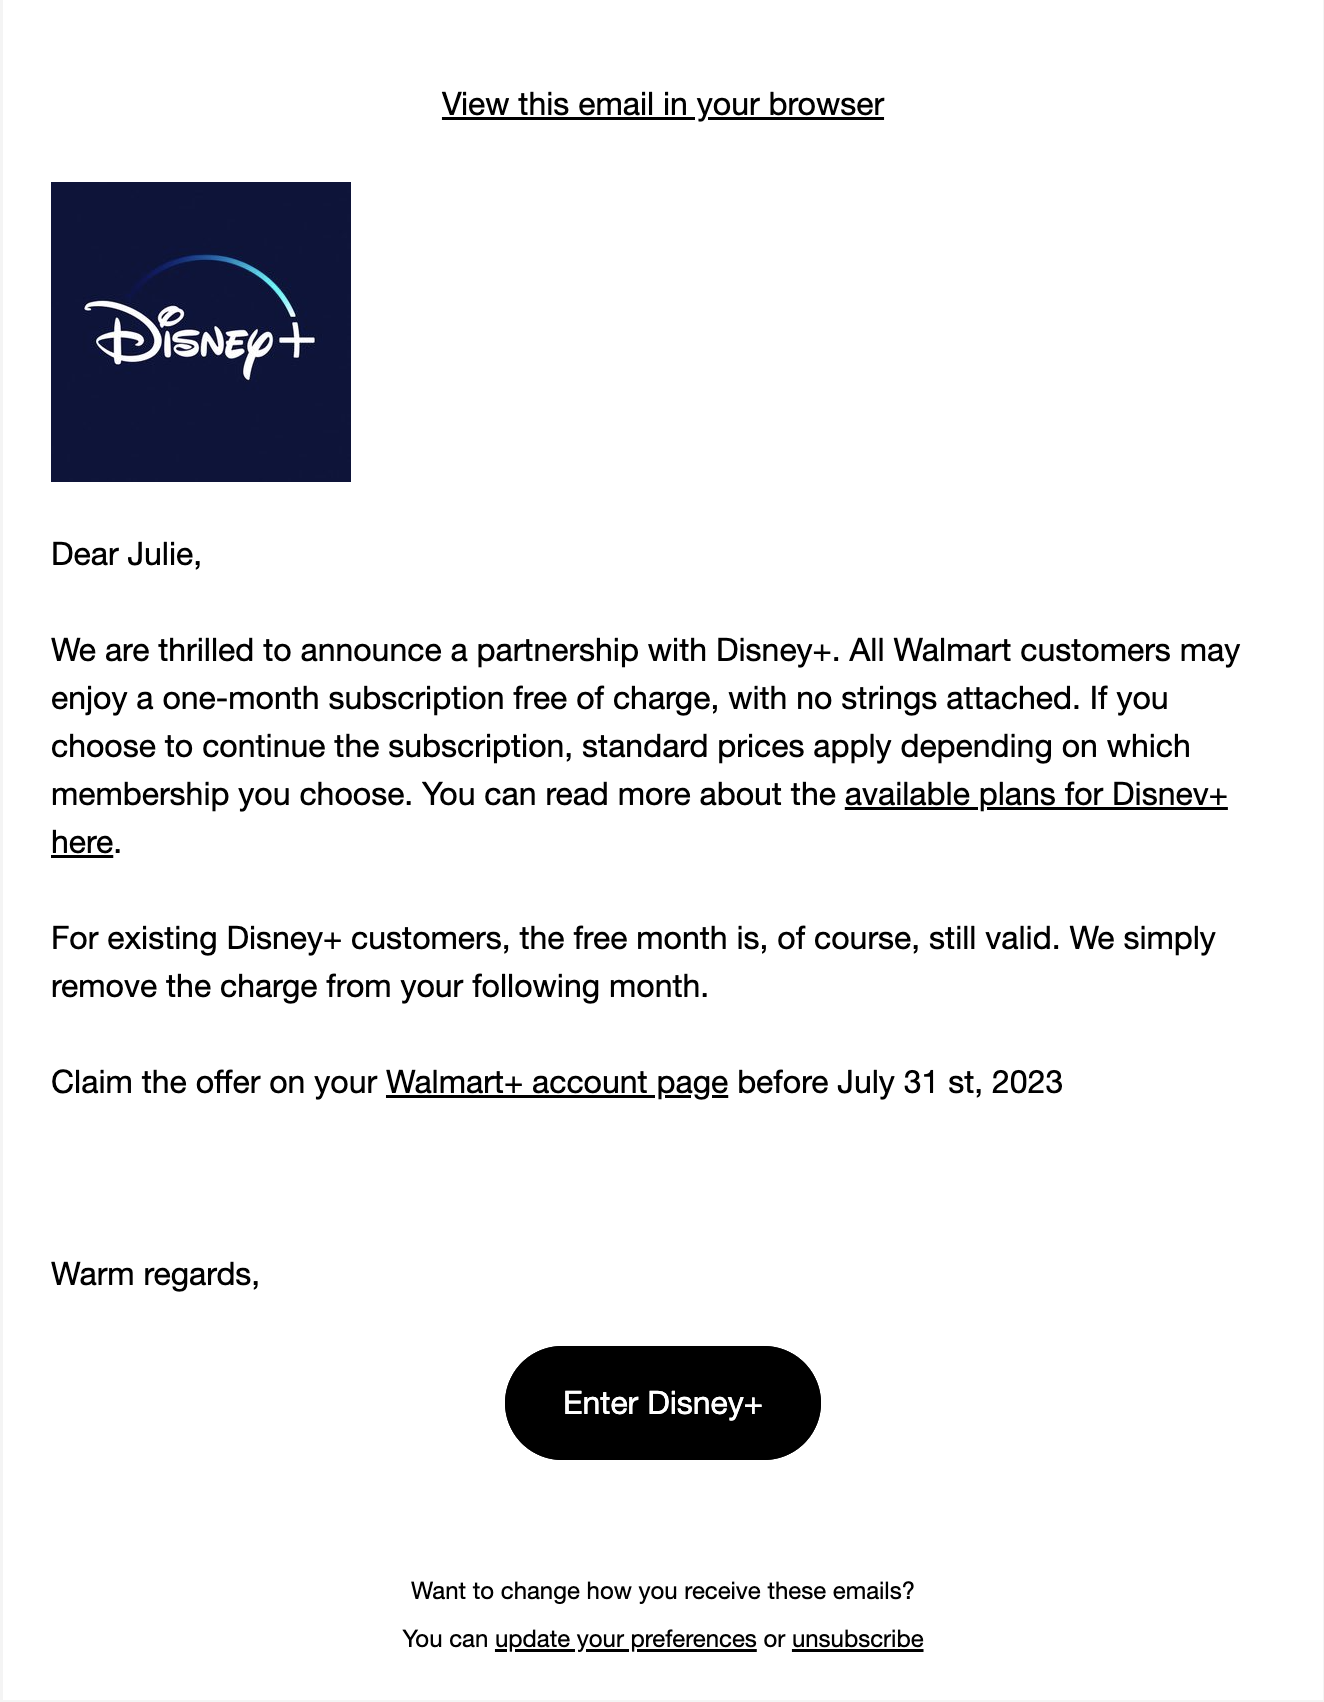 View this email in your browser
Disney+
Dear Julie,
We are thrilled to announce a partnership with Disney+. All Walmart customers may
enjoy a one-month subscription free of charge, with no strings attached. If you
choose to continue the subscription, standard prices apply depending on which
membership you choose. You can read more about the available plans for Disnev+
here.
For existing Disney+ customers, the free month is, of course, still valid. We simply
remove the charge from your following month.
Claim the offer on your Walmart+ account page before July 31 st, 2023
Warm regards,
Enter Disney+
Want to change how you receive these emails?
You can update your preferences or unsubscribe